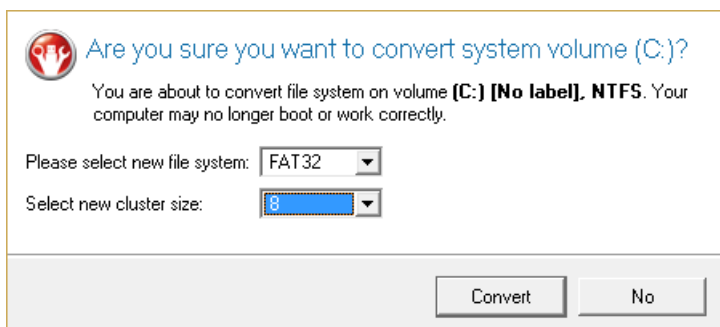 Are you sure you want to convert system volume (C:)?
You are about to convert file system on volume (C:) [No label], NTFS. Your
computer may no longer boot or work correctly.
Please select new file system: FAT32
Select new cluster size: 8
Convert No